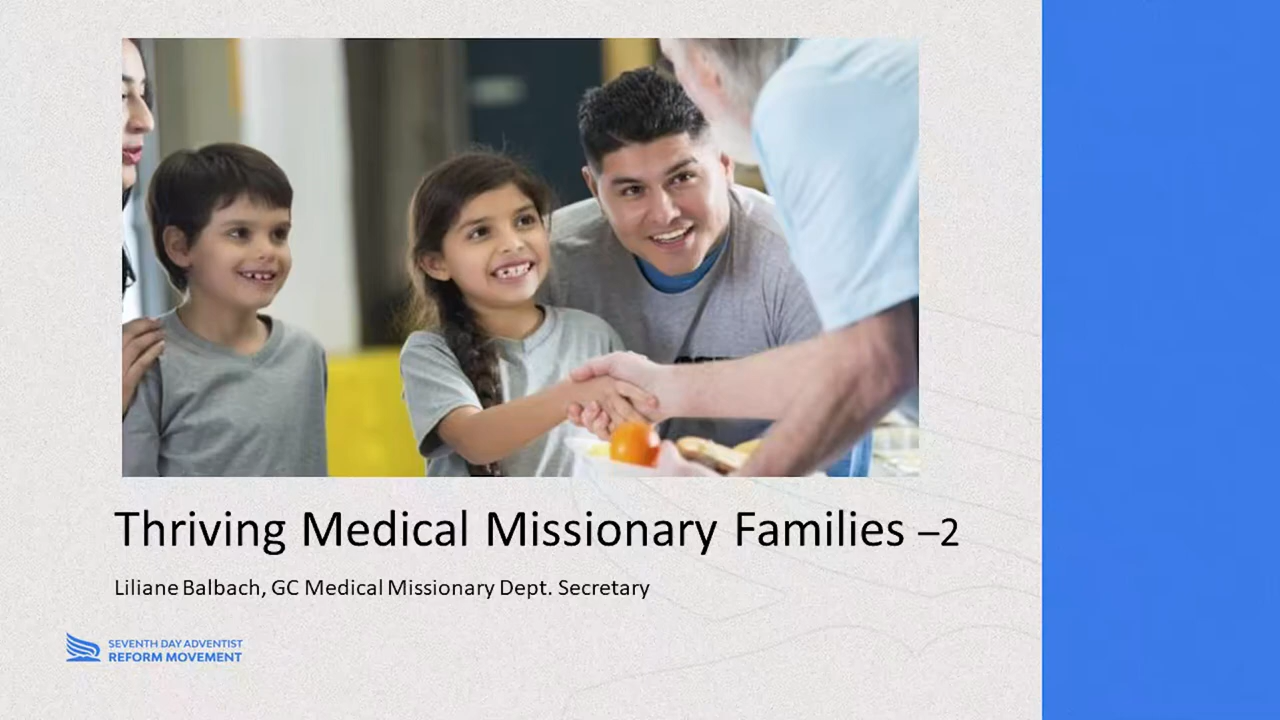 Thriving Medical Missionary Families –2
Liliane Balbach, GC Medical Missionary Dept. Secretary
SEVENTH DAY ADVENTIST
REFORM MOVEMENT